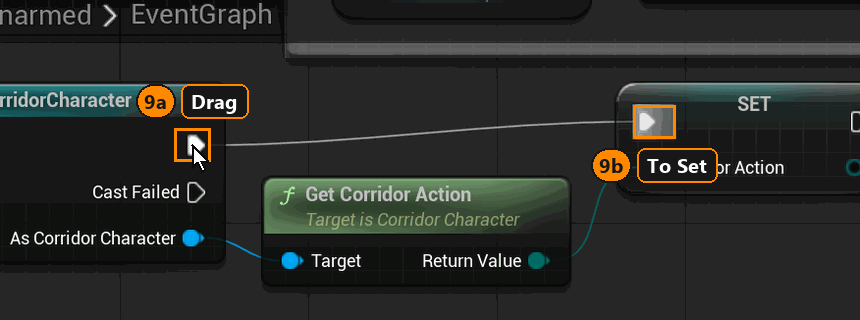 narmed > EventGraph
rridorCharacter
9a Drag
SET
Cast Failed
9b To Set
or Action
f Get Corridor Action
Target is Corridor Character
As Corridor Character
Target
Return Value